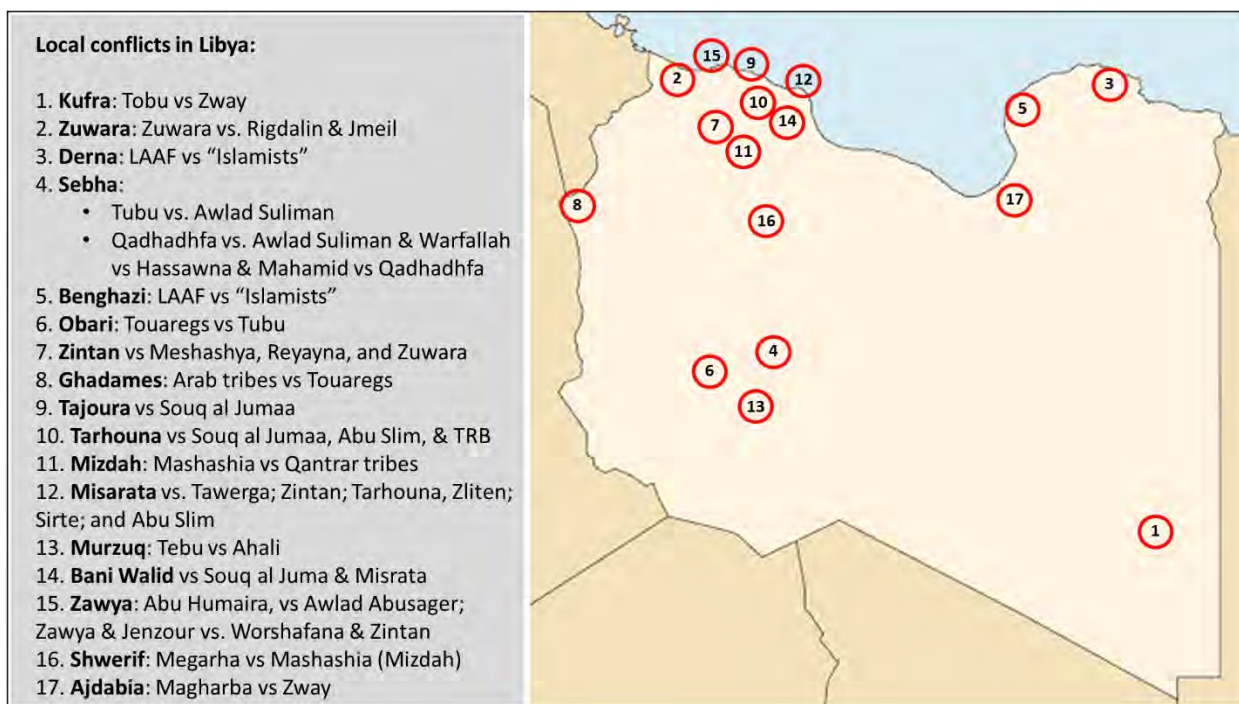 Local conflicts in Libya:
1. Kufra: Tobu vs Zway
2. Zuwara: Zuwara vs. Rigdalin & Jmeil
3. Derna: LAAF vs “Islamists”
4. Sebha:
• Tubu vs. Awlad Suliman
• Qadhadhfa vs. Awlad Suliman & Warfallah
vs Hassawna & Mahamid vs Qadhadhfa
5. Benghazi: LAAF vs “Islamists”
6. Obari: Touaregs vs Tubu
7. Zintan vs Meshashya, Reyayna, and Zuwara
8. Ghadames: Arab tribes vs Touaregs
9. Tajoura vs Souq al Jumaa
10. Tarhouna vs Souq al Jumaa, Abu Slim, & TRB
11. Mizdah: Mashashia vs Qantrar tribes
12. Misarata vs. Tawerga; Zintan; Tarhouna, Zliten;
Sirte; and Abu Slim
13. Murzuq: Tebu vs Ahali
14. Bani Walid vs Souq al Juma & Misrata
15. Zawya: Abu Humaira, vs Awlad Abusager;
Zawya & Jenzour vs. Worshafana & Zintan
16. Shwerif: Megarha vs Mashashia (Mizdah)
17. Ajdabia: Magharba vs Zway
15
9
2
12
3
10
5
14
7
11
17
8
16
4
6
13
1